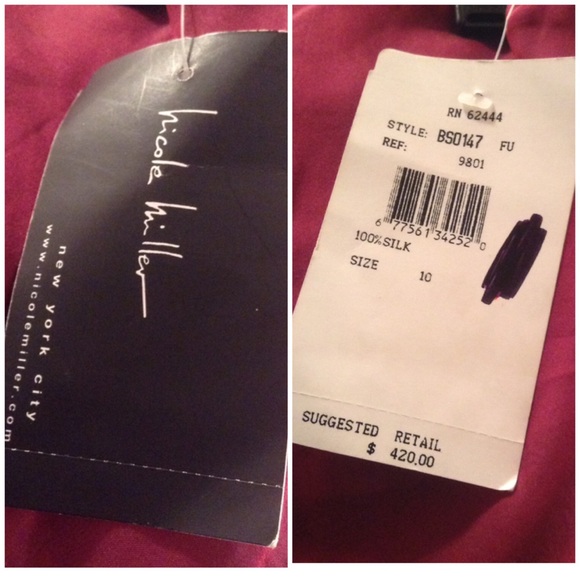 nicole miller
new york city
www.nicolemiller.com
RN 62444
STYLE: BS0147 FU
REF: 9801
6 77561 34252 0
100%SILK
SIZE 10
SUGGESTED RETAIL
$ 420.00